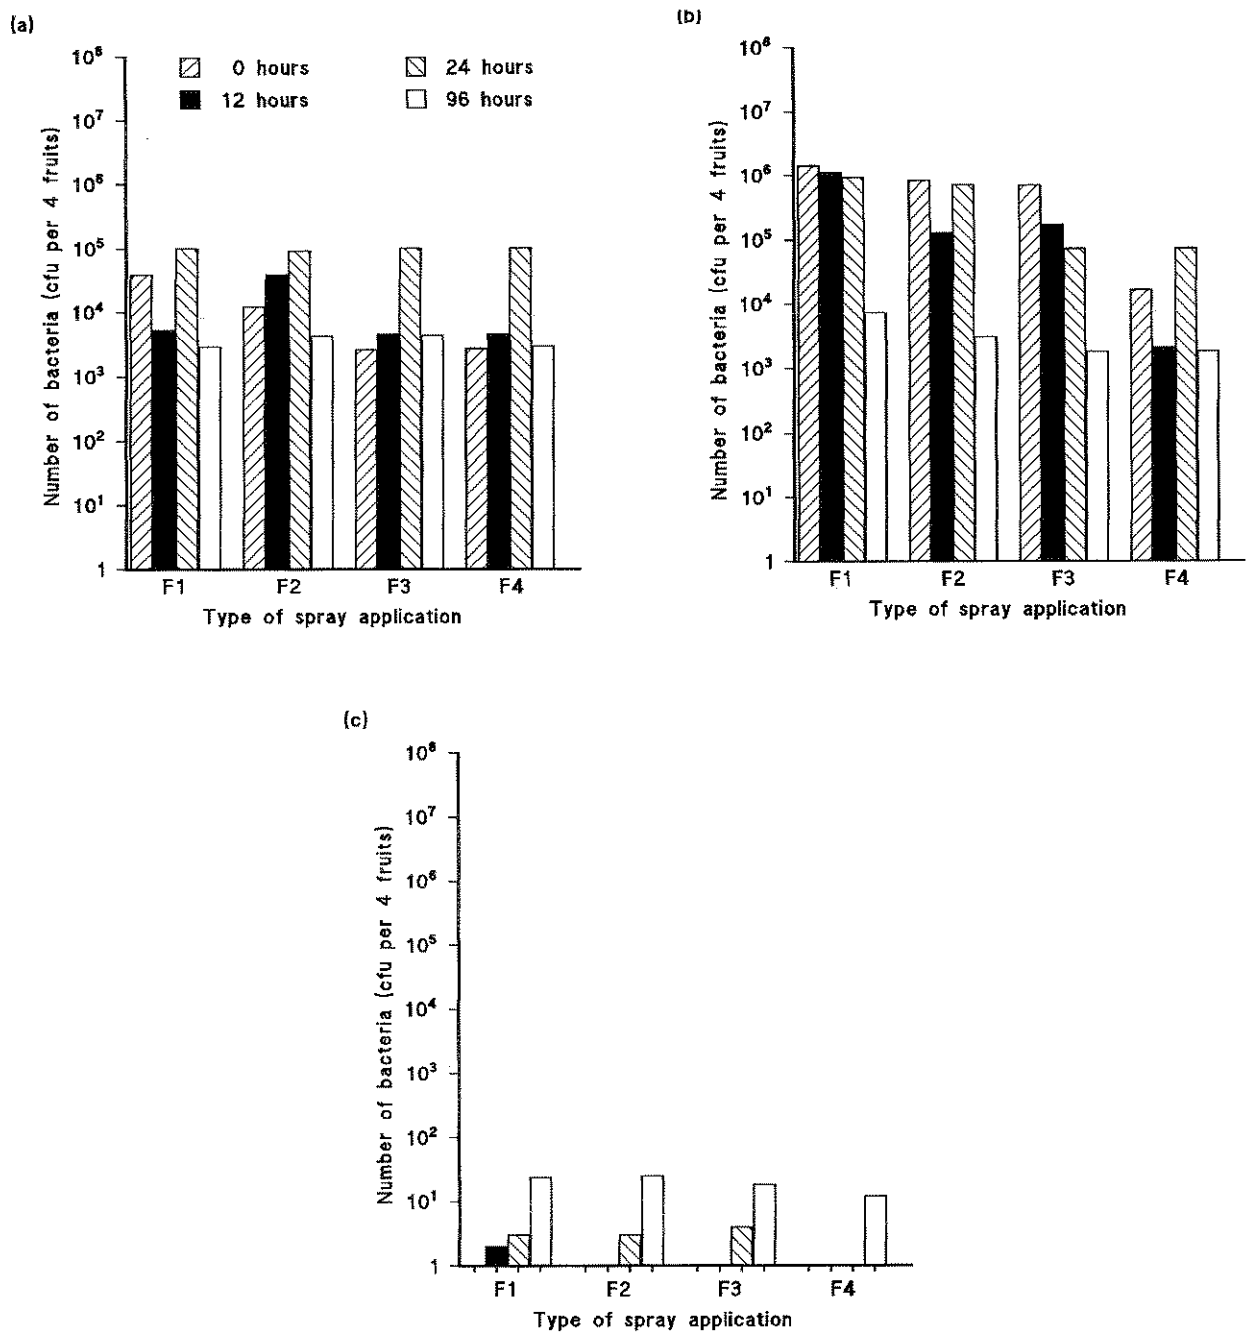 (a)
10⁸
10⁷
10⁶
10⁵
10⁴
10³
10²
10¹
1
Number of bacteria (cfu per 4 fruits)
0 hours
24 hours
12 hours
96 hours
F1 F2 F3 F4
Type of spray application
(b)
10⁸
10⁷
10⁶
10⁵
10⁴
10³
10²
10¹
1
Number of bacteria (cfu per 4 fruits)
F1 F2 F3 F4
Type of spray application
(c)
10⁸
10⁷
10⁶
10⁵
10⁴
10³
10²
10¹
1
Number of bacteria (cfu per 4 fruits)
F1 F2 F3 F4
Type of spray application